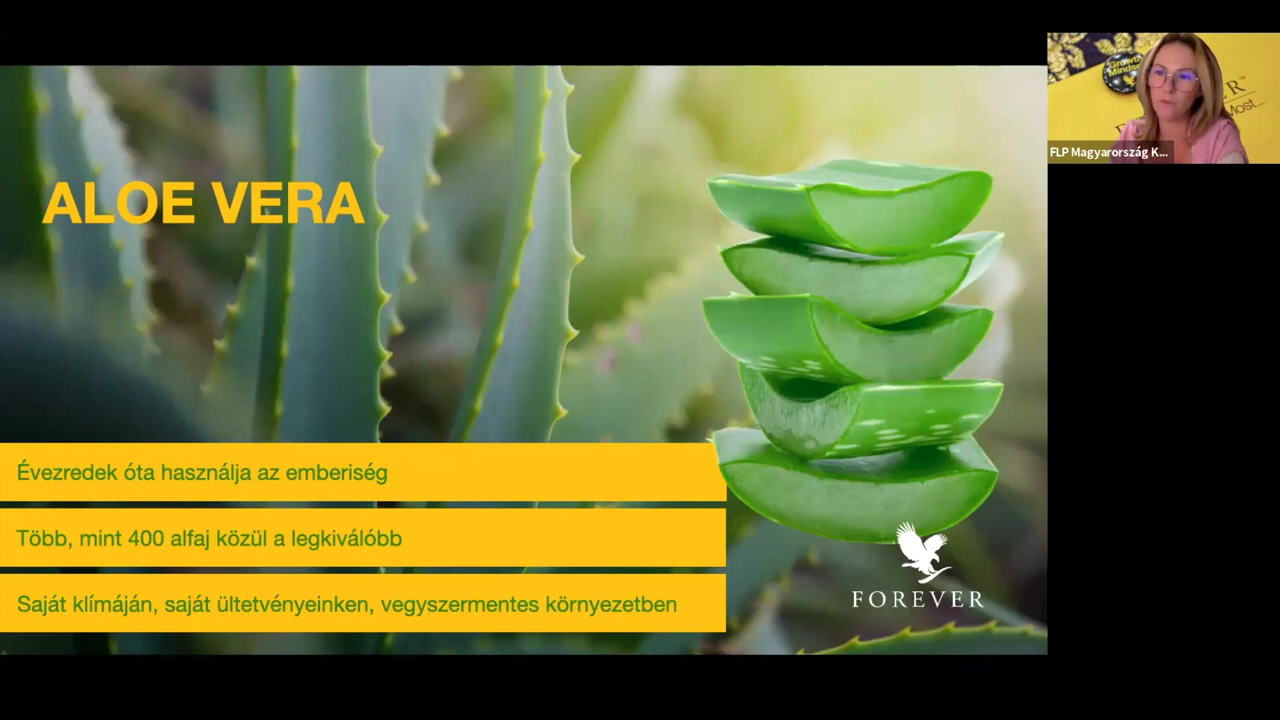 ALOE VERA
Évezredek óta használja az emberiség
Több, mint 400 alfaj közül a legkiválóbb
Saját klímáján, saját ültetvényeinken, vegyszermentes környezetben
FOREVER
Growth
FLP Magyarország K...